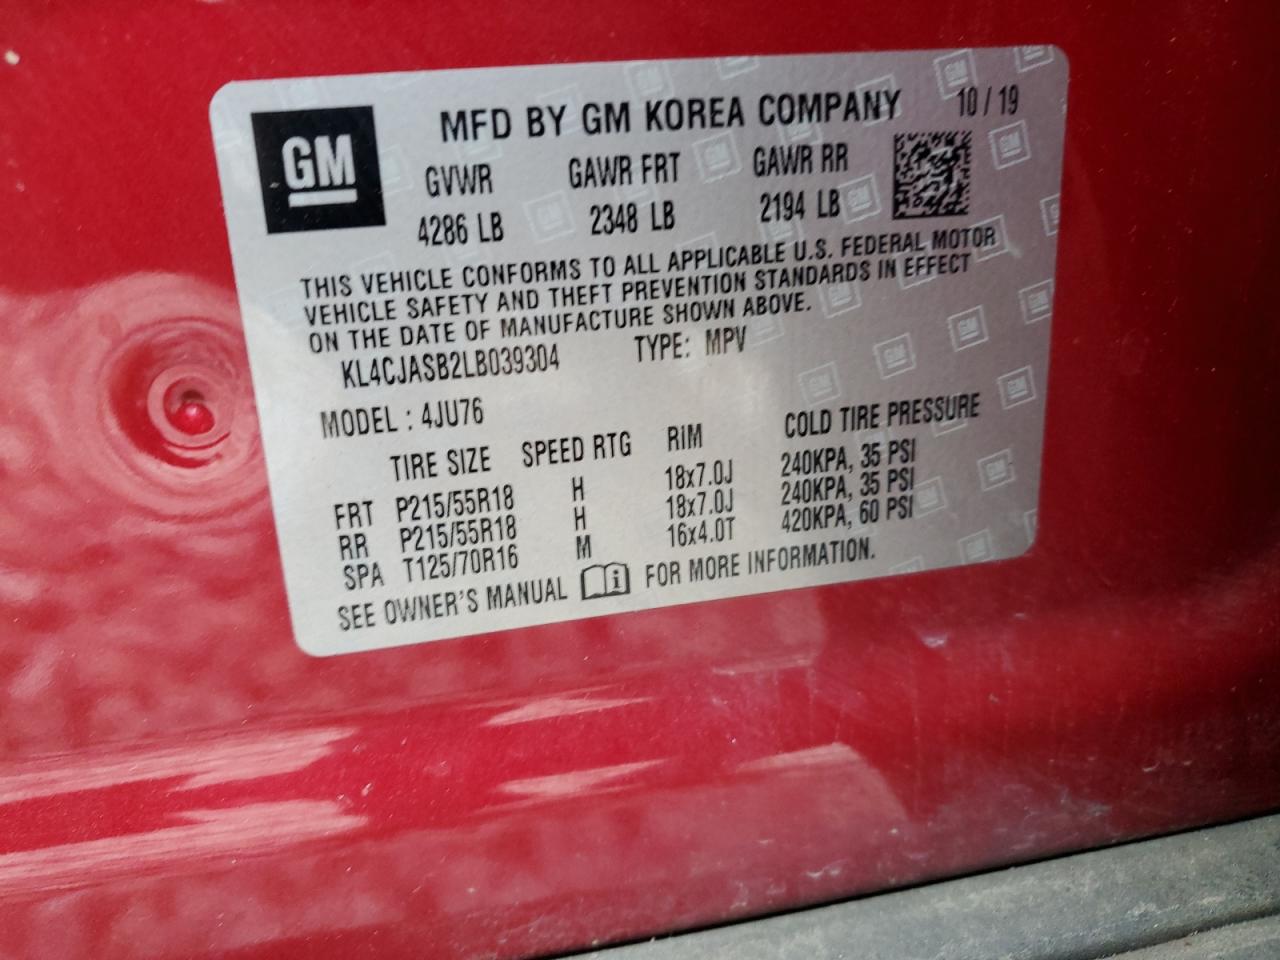 GM
MFD BY GM KOREA COMPANY 10 / 19
GVWR GAWR FRT GAWR RR
4286 LB 2348 LB 2194 LB
THIS VEHICLE CONFORMS TO ALL APPLICABLE U.S. FEDERAL MOTOR
VEHICLE SAFETY AND THEFT PREVENTION STANDARDS IN EFFECT
ON THE DATE OF MANUFACTURE SHOWN ABOVE.
KL4CJASB2LB039304 TYPE: MPV
MODEL : 4JU76
TIRE SIZE SPEED RTG RIM COLD TIRE PRESSURE
FRT P215/55R18 H 18x7.0J 240KPA, 35 PSI
RR P215/55R18 H 18x7.0J 240KPA, 35 PSI
SPA T125/70R16 M 16x4.0T 420KPA, 60 PSI
SEE OWNER'S MANUAL i FOR MORE INFORMATION.